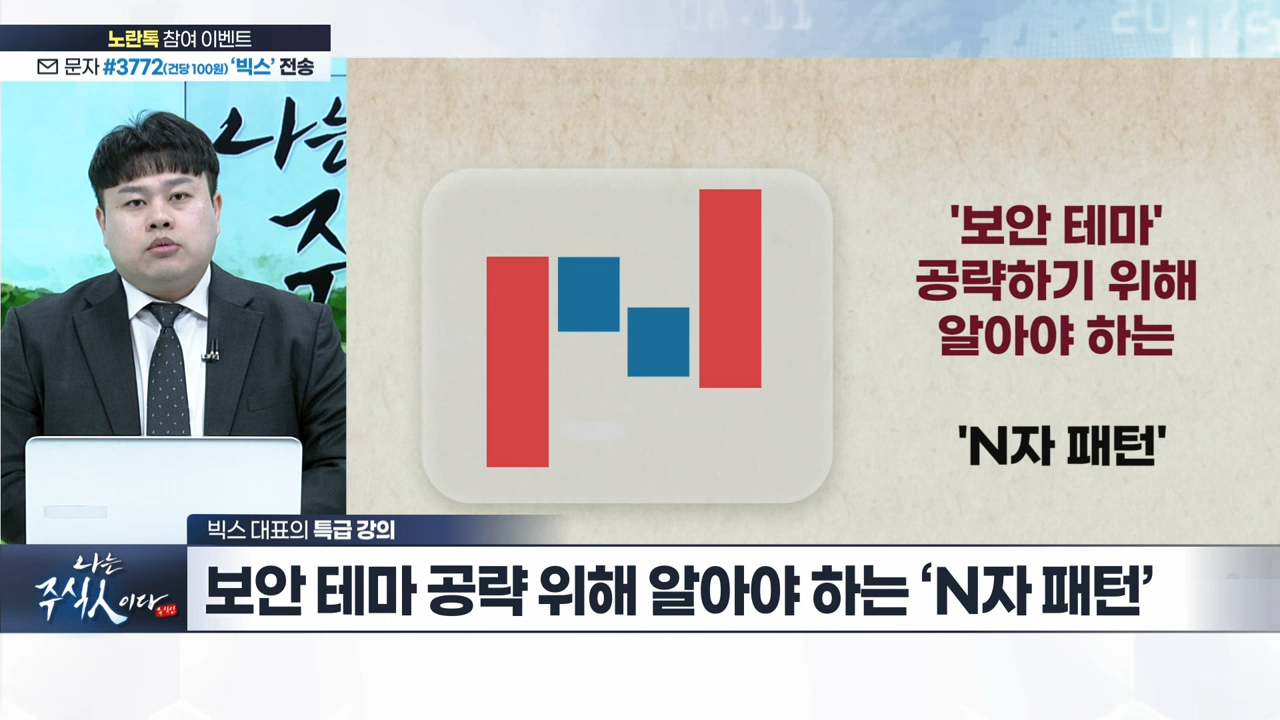 노란톡 참여 이벤트
문자 #3772(건당 100원) ‘빅스’ 전송
나는
주
'보안 테마'
공략하기 위해
알아야 하는
'N자 패턴'
빅스 대표의 특급 강의
나는
주식人이다
보안 테마 공략 위해 알아야 하는 ‘N자 패턴’